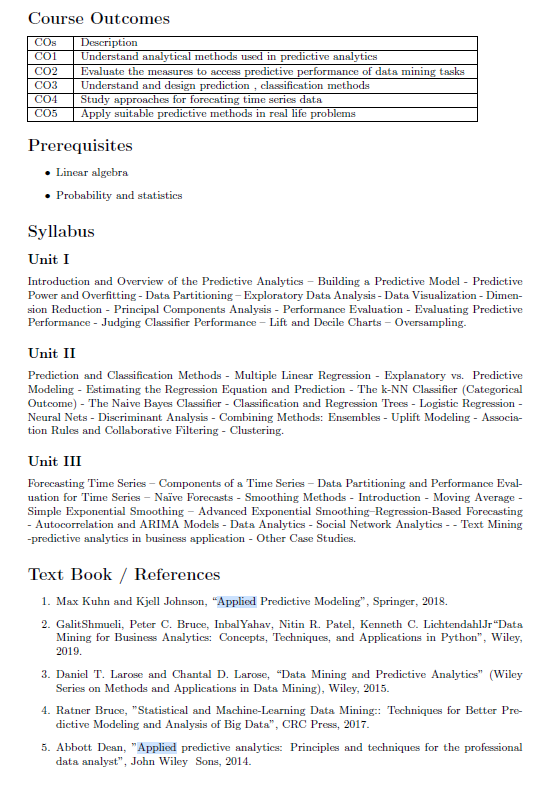 Course Outcomes
COs Description
CO1 Understand analytical methods used in predictive analytics
CO2 Evaluate the measures to access predictive performance of data mining tasks
CO3 Understand and design prediction , classification methods
CO4 Study approaches for forecating time series data
CO5 Apply suitable predictive methods in real life problems
Prerequisites
• Linear algebra
• Probability and statistics
Syllabus
Unit I
Introduction and Overview of the Predictive Analytics – Building a Predictive Model - Predictive
Power and Overfitting - Data Partitioning – Exploratory Data Analysis - Data Visualization - Dimen-
sion Reduction - Principal Components Analysis - Performance Evaluation - Evaluating Predictive
Performance - Judging Classifier Performance – Lift and Decile Charts – Oversampling.
Unit II
Prediction and Classification Methods - Multiple Linear Regression - Explanatory vs. Predictive
Modeling - Estimating the Regression Equation and Prediction - The k-NN Classifier (Categorical
Outcome) - The Naive Bayes Classifier - Classification and Regression Trees - Logistic Regression -
Neural Nets - Discriminant Analysis - Combining Methods: Ensembles - Uplift Modeling - Associa-
tion Rules and Collaborative Filtering - Clustering.
Unit III
Forecasting Time Series – Components of a Time Series – Data Partitioning and Performance Eval-
uation for Time Series – Naïve Forecasts - Smoothing Methods - Introduction - Moving Average -
Simple Exponential Smoothing – Advanced Exponential Smoothing–Regression-Based Forecasting
- Autocorrelation and ARIMA Models - Data Analytics - Social Network Analytics - - Text Mining
-predictive analytics in business application - Other Case Studies.
Text Book / References
1. Max Kuhn and Kjell Johnson, “Applied Predictive Modeling”, Springer, 2018.
2. GalitShmueli, Peter C. Bruce, InbalYahav, Nitin R. Patel, Kenneth C. LichtendahlJr“Data
Mining for Business Analytics: Concepts, Techniques, and Applications in Python”, Wiley,
2019.
3. Daniel T. Larose and Chantal D. Larose, “Data Mining and Predictive Analytics” (Wiley
Series on Methods and Applications in Data Mining), Wiley, 2015.
4. Ratner Bruce, ”Statistical and Machine-Learning Data Mining:: Techniques for Better Pre-
dictive Modeling and Analysis of Big Data”, CRC Press, 2017.
5. Abbott Dean, ”Applied predictive analytics: Principles and techniques for the professional
data analyst”, John Wiley Sons, 2014.